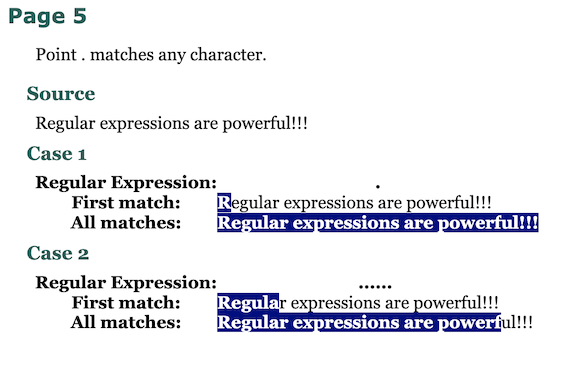 Page 5
Point . matches any character.
Source
Regular expressions are powerful!!!
Case 1
Regular Expression: .
First match: Regular expressions are powerful!!!
All matches: Regular expressions are powerful!!!
Case 2
Regular Expression: ......
First match: Regular expressions are powerful!!!
All matches: Regular expressions are powerful!!!